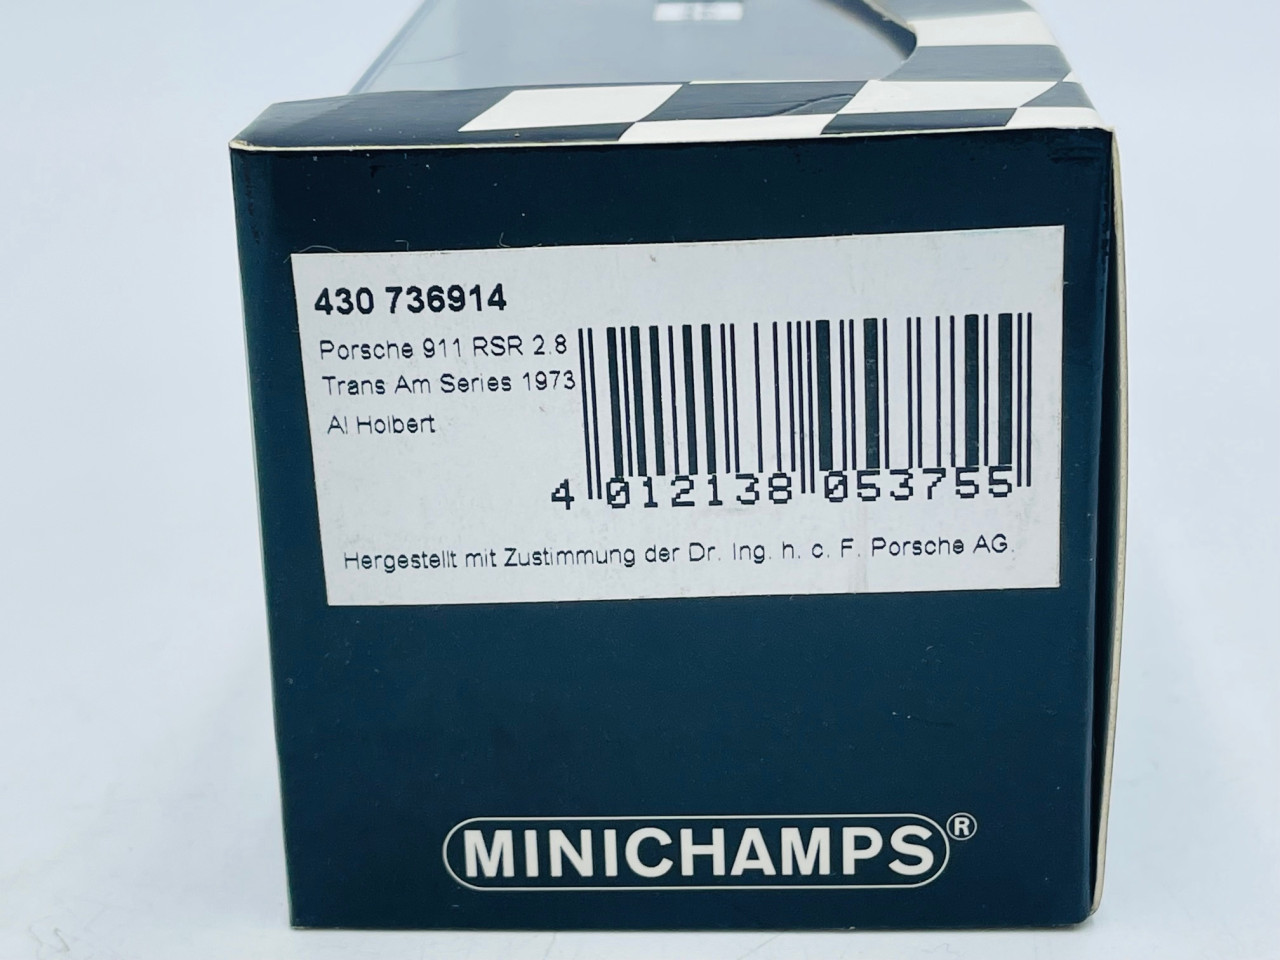 430 736914
Porsche 911 RSR 2.8
Trans Am Series 1973
Al Holbert
4 012138 053755
Hergestellt mit Zustimmung der Dr. Ing. h. c. F. Porsche AG.
MINICHAMPS®